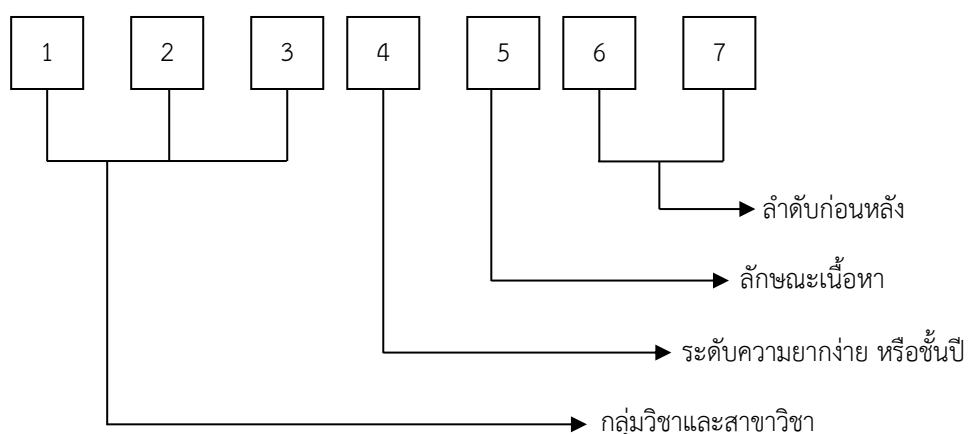 1 2 3 4 5 6 7
ลำดับก่อนหลัง
ลักษณะเนื้อหา
ระดับความยากง่าย หรือชั้นปี
กลุ่มวิชาและสาขาวิชา